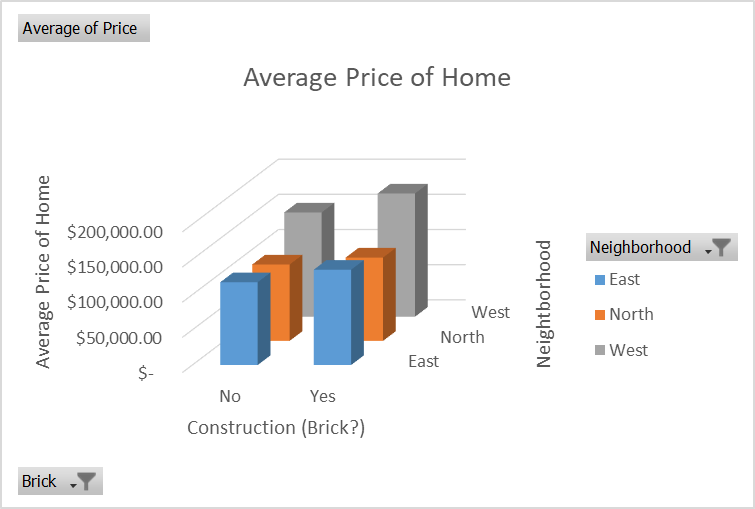 Average of Price
Average Price of Home
Average Price of Home
$200,000.00
$150,000.00
$100,000.00
$50,000.00
$-
No
Yes
Construction (Brick?)
East
North
West
Neightborhood
Neighborhood
East
North
West
Brick